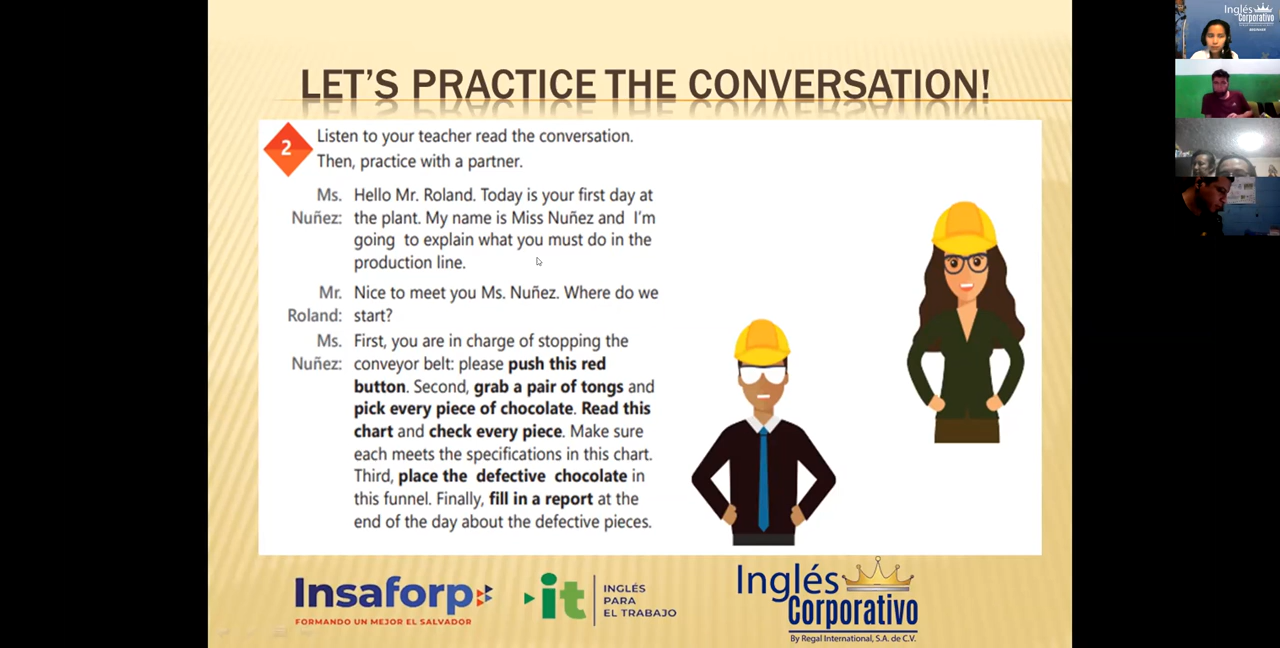 LET'S PRACTICE THE CONVERSATION!
2
Listen to your teacher read the conversation.
Then, practice with a partner.
Ms. Hello Mr. Roland. Today is your first day at
Nuñez: the plant. My name is Miss Nuñez and I'm
going to explain what you must do in the
production line.
Mr. Nice to meet you Ms. Nuñez. Where do we
Roland: start?
Ms. First, you are in charge of stopping the
Nuñez: conveyor belt: please push this red
button. Second, grab a pair of tongs and
pick every piece of chocolate. Read this
chart and check every piece. Make sure
each meets the specifications in this chart.
Third, place the defective chocolate in
this funnel. Finally, fill in a report at the
end of the day about the defective pieces.
Insaforp
FORMANDO UN MEJOR EL SALVADOR
it
INGLÉS
PARA
EL TRABAJO
Inglés
Corporativo
By Regal International, S.A. de C.V.
Inglés
Corporativo